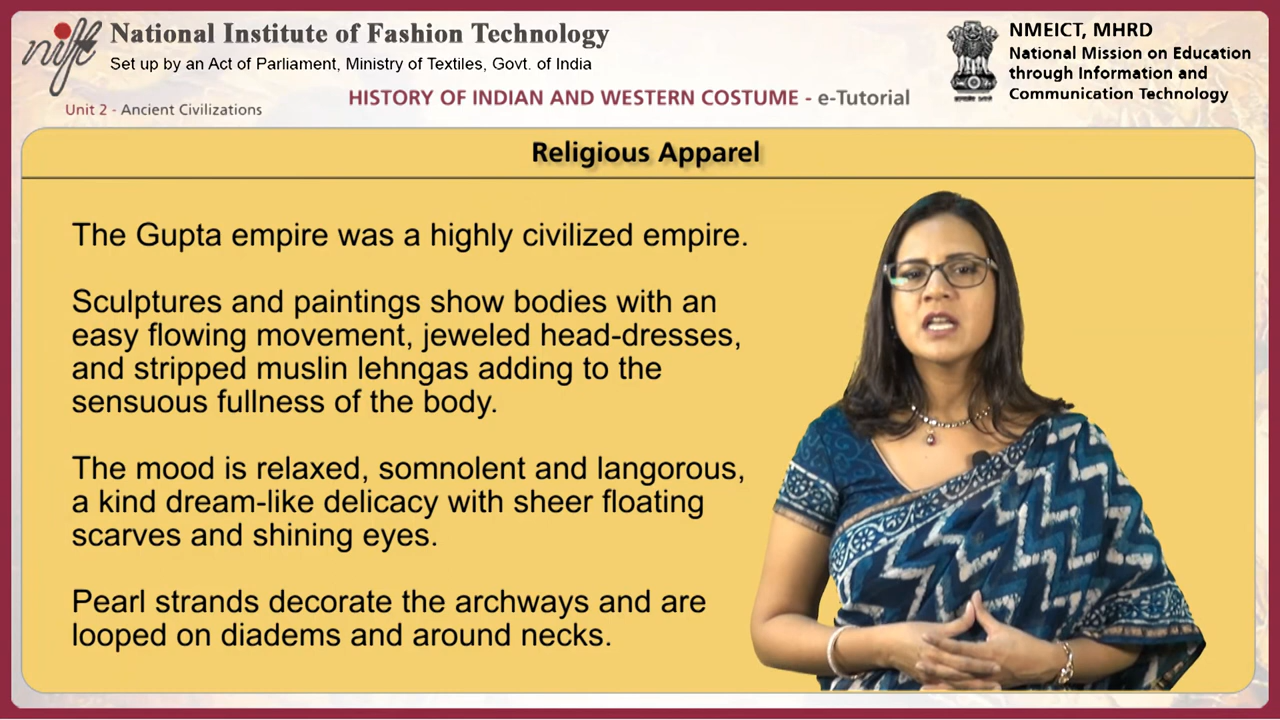 nift
National Institute of Fashion Technology
Set up by an Act of Parliament, Ministry of Textiles, Govt. of India
NMEICT, MHRD
National Mission on Education
through Information and
Communication Technology
Unit 2 - Ancient Civilizations
HISTORY OF INDIAN AND WESTERN COSTUME - e-Tutorial
Religious Apparel
The Gupta empire was a highly civilized empire.
Sculptures and paintings show bodies with an
easy flowing movement, jeweled head-dresses,
and stripped muslin lehngas adding to the
sensuous fullness of the body.
The mood is relaxed, somnolent and langorous,
a kind dream-like delicacy with sheer floating
scarves and shining eyes.
Pearl strands decorate the archways and are
looped on diadems and around necks.